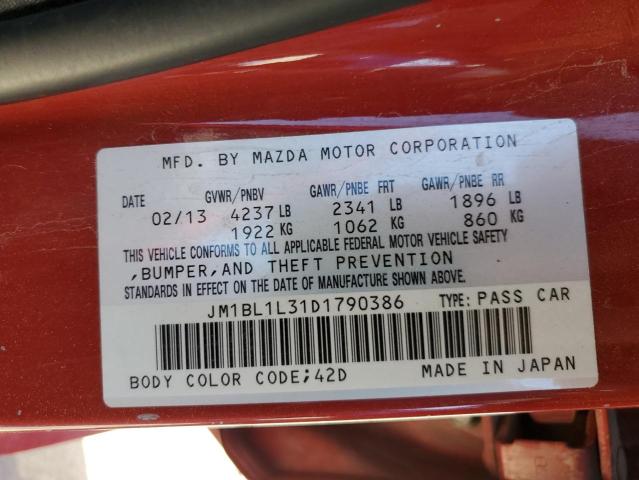 MFD. BY MAZDA MOTOR CORPORATION
DATE GVWR/PNBV GAWR/PNBE FRT GAWR/PNBE RR
02/13 4237 LB 2341 LB 1896 LB
1922 KG 1062 KG 860 KG
THIS VEHICLE CONFORMS TO ALL APPLICABLE FEDERAL MOTOR VEHICLE SAFETY
,BUMPER,AND THEFT PREVENTION
STANDARDS IN EFFECT ON THE DATE OF MANUFACTURE SHOWN ABOVE.
JM1BL1L31D1790386 TYPE: PASS CAR
BODY COLOR CODE;42D MADE IN JAPAN